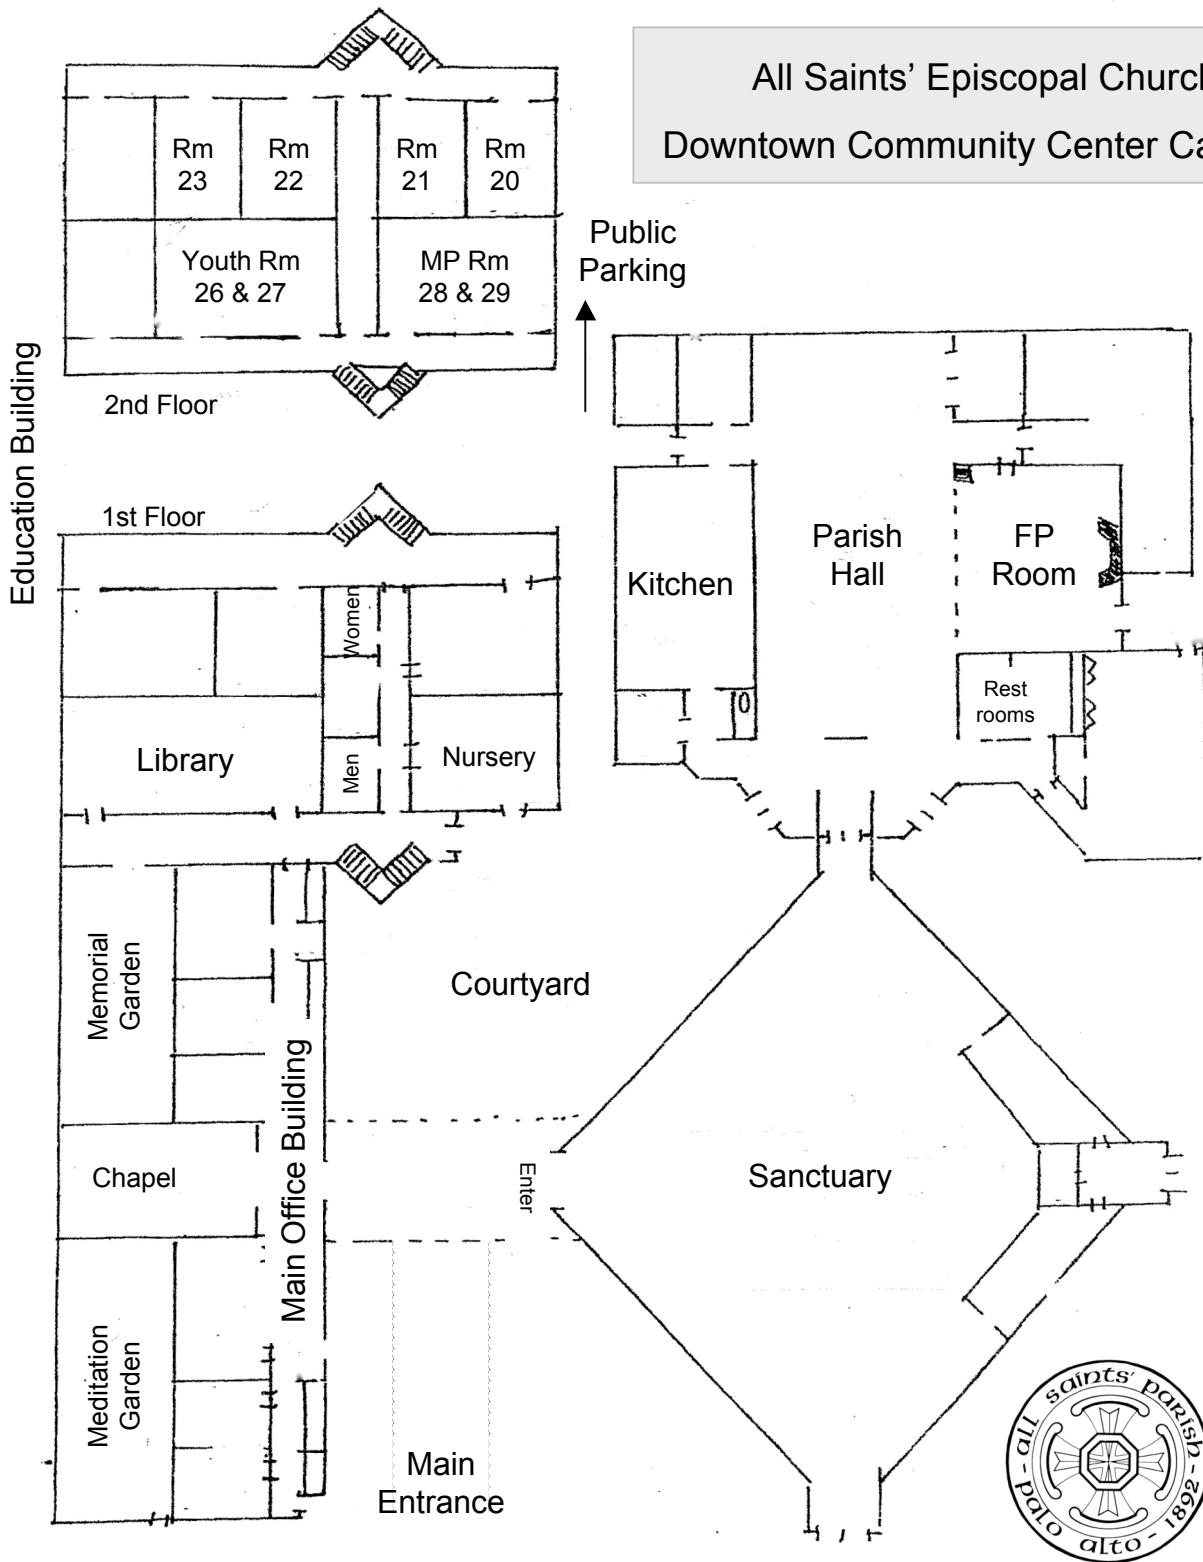 All Saints' Episcopal Church
Downtown Community Center Ca
Rm
23
Rm
22
Rm
21
Rm
20
Youth Rm
26 & 27
MP Rm
28 & 29
Public
Parking
Education Building
2nd Floor
1st Floor
Women
Library
Men
Nursery
Kitchen
Parish
Hall
FP
Room
Rest
rooms
Memorial
Garden
Courtyard
Main Office Building
Chapel
Enter
Sanctuary
Meditation
Garden
Main
Entrance
all saints' parish - palo alto - 1892 -